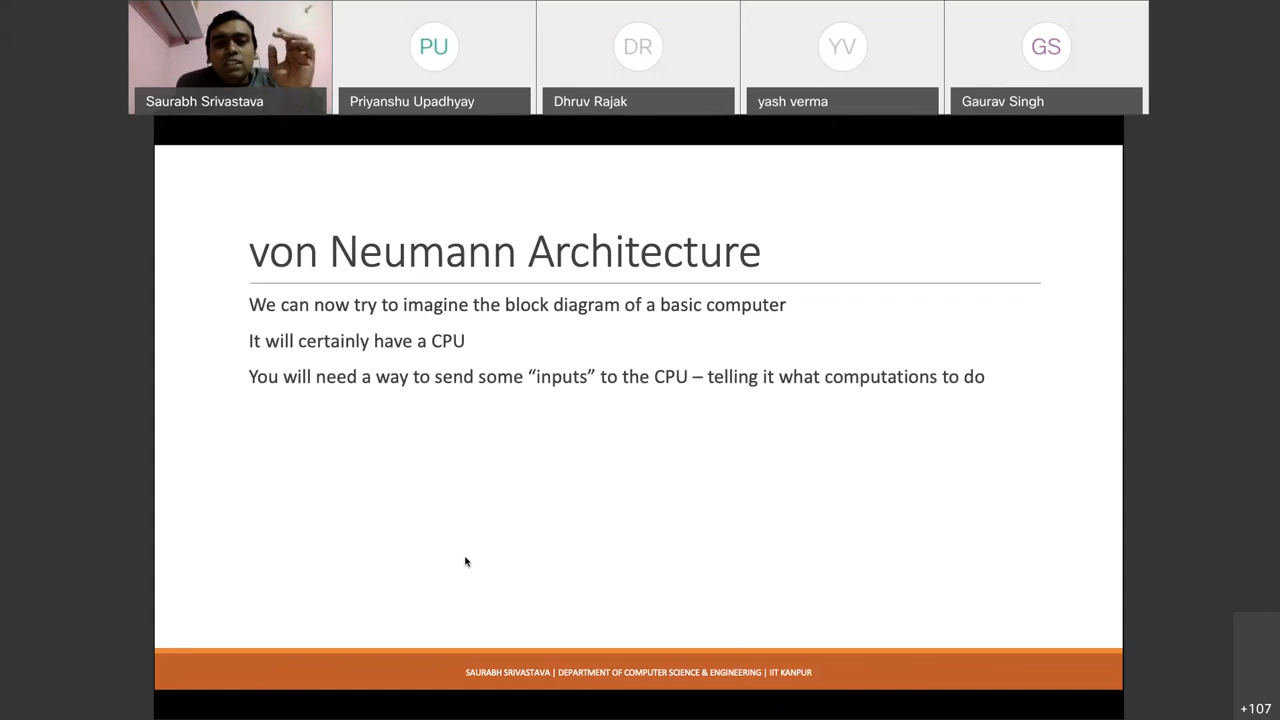 PU
DR
YV
GS
Saurabh Srivastava
Priyanshu Upadhyay
Dhruv Rajak
yash verma
Gaurav Singh
von Neumann Architecture
We can now try to imagine the block diagram of a basic computer
It will certainly have a CPU
You will need a way to send some “inputs” to the CPU – telling it what computations to do
SAURABH SRIVASTAVA | DEPARTMENT OF COMPUTER SCIENCE & ENGINEERING | IIT KANPUR
+107